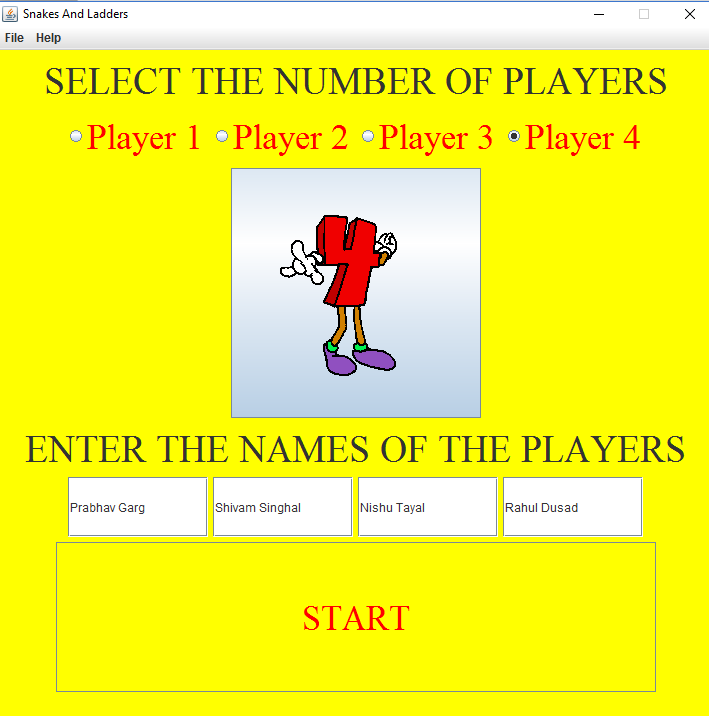 Snakes And Ladders
File Help
SELECT THE NUMBER OF PLAYERS
Player 1 Player 2 Player 3 Player 4
4
ENTER THE NAMES OF THE PLAYERS
Prabhav Garg Shivam Singhal Nishu Tayal Rahul Dusad
START